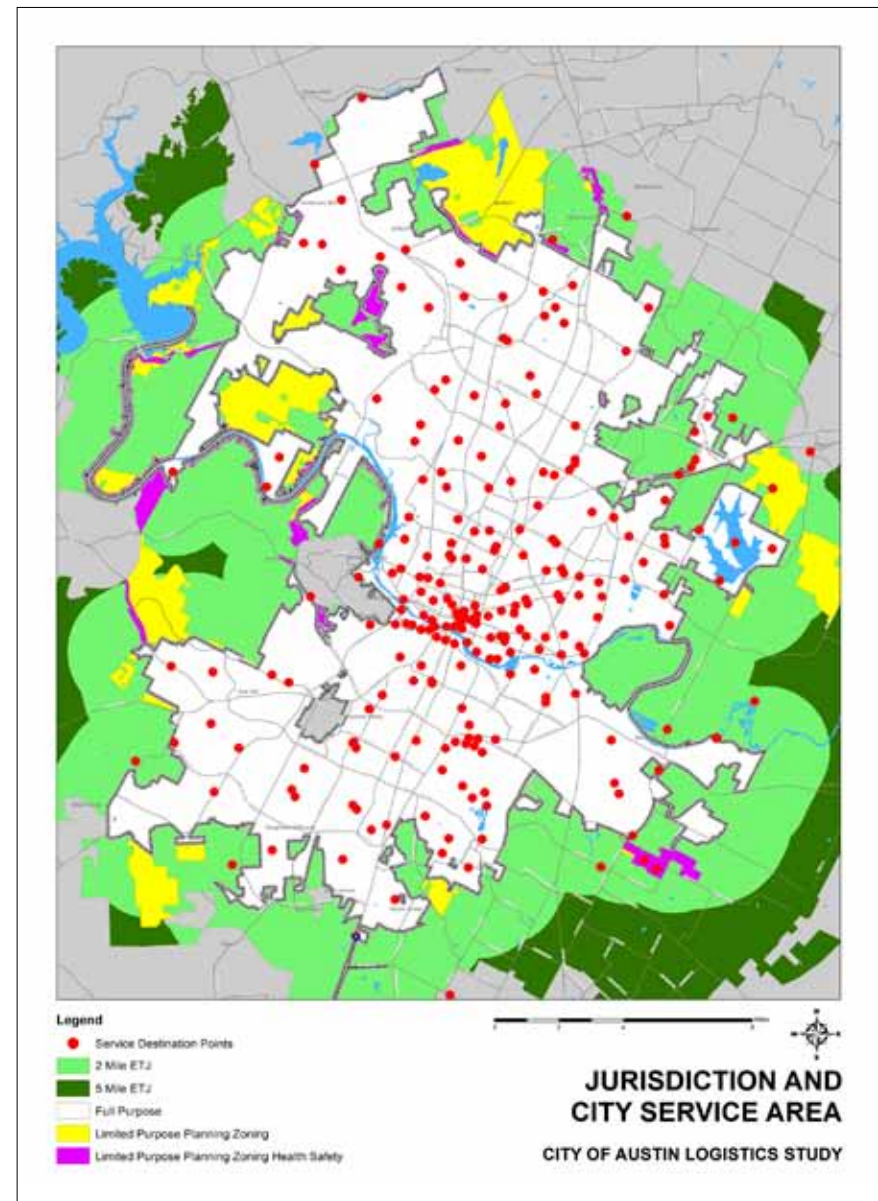 Legend
Service Destination Points
2 Mile ETJ
5 Mile ETJ
Full Purpose
Limited Purpose Planning Zoning
Limited Purpose Planning Zoning Health Safety
JURISDICTION AND
CITY SERVICE AREA
CITY OF AUSTIN LOGISTICS STUDY